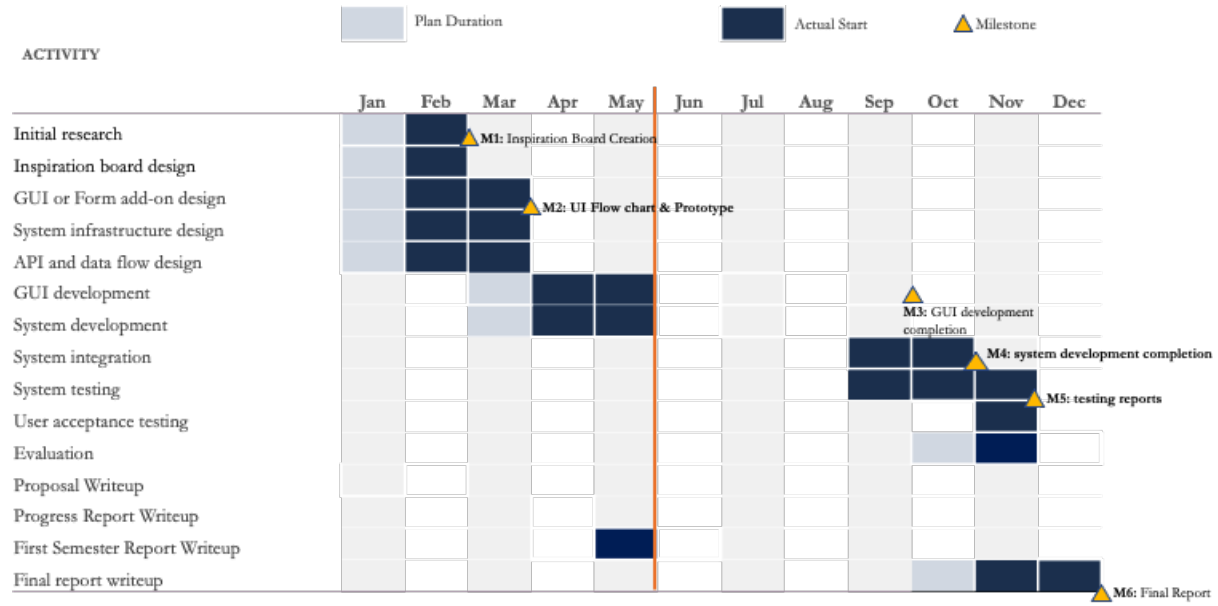 Plan Duration
Actual Start
Milestone
ACTIVITY
Jan Feb Mar Apr May Jun Jul Aug Sep Oct Nov Dec
Initial research
M1: Inspiration Board Creation
Inspiration board design
GUI or Form add-on design
M2: UI Flow chart & Prototype
System infrastructure design
API and data flow design
GUI development
M3: GUI development
completion
System development
System integration
M4: system development completion
System testing
M5: testing reports
User acceptance testing
Evaluation
Proposal Writeup
Progress Report Writeup
First Semester Report Writeup
Final report writeup
M6: Final Report